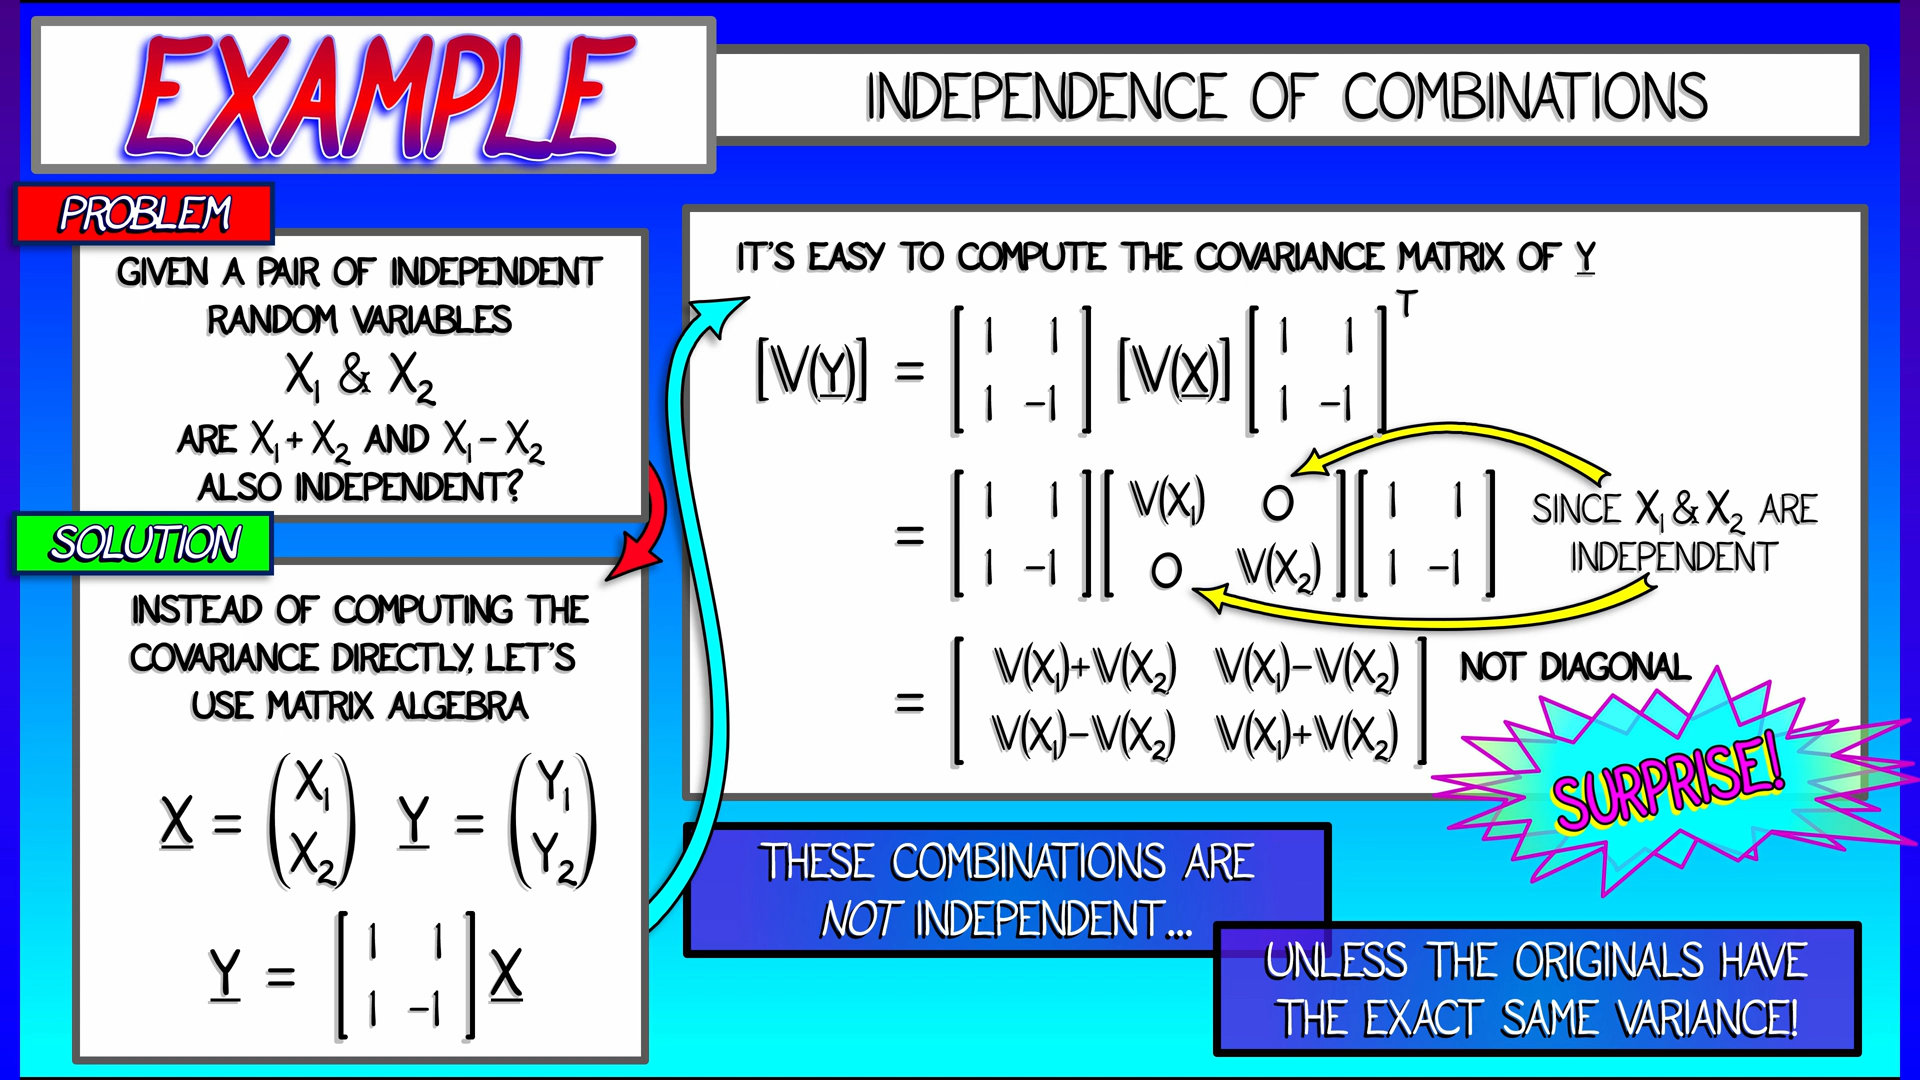 EXAMPLE
INDEPENDENCE OF COMBINATIONS
PROBLEM
GIVEN A PAIR OF INDEPENDENT
RANDOM VARIABLES
X₁ & X₂
ARE X₁ + X₂ AND X₁ − X₂
ALSO INDEPENDENT?
SOLUTION
INSTEAD OF COMPUTING THE
COVARIANCE DIRECTLY, LET'S
USE MATRIX ALGEBRA
X = (X₁ X₂) Y = (Y₁ Y₂)
Y = [1 1 1 −1] X
IT'S EASY TO COMPUTE THE COVARIANCE MATRIX OF Y
[𝕍(Y)] = [1 1 1 −1] [𝕍(X)] [1 1 1 −1]ᵀ
= [1 1 1 −1] [𝕍(X₁) 0 0 𝕍(X₂)] [1 1 1 −1]
SINCE X₁ & X₂ ARE
INDEPENDENT
= [𝕍(X₁)+𝕍(X₂) 𝕍(X₁)−𝕍(X₂)
𝕍(X₁)−𝕍(X₂) 𝕍(X₁)+𝕍(X₂)]
NOT DIAGONAL
SURPRISE!
THESE COMBINATIONS ARE
NOT INDEPENDENT...
UNLESS THE ORIGINALS HAVE
THE EXACT SAME VARIANCE!